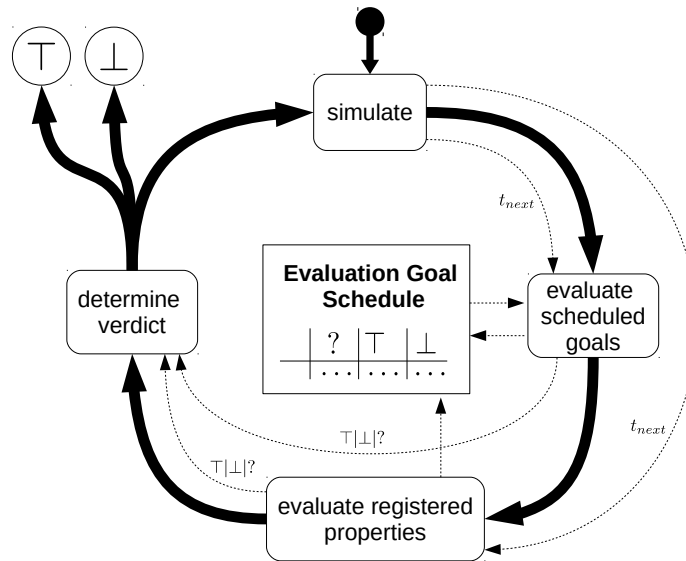 ⊤ ⊥
simulate
t_next
Evaluation Goal
Schedule
? ⊤ ⊥
... ... ...
determine
verdict
evaluate
scheduled
goals
t_next
⊤|⊥|?
⊤|⊥|?
evaluate registered
properties